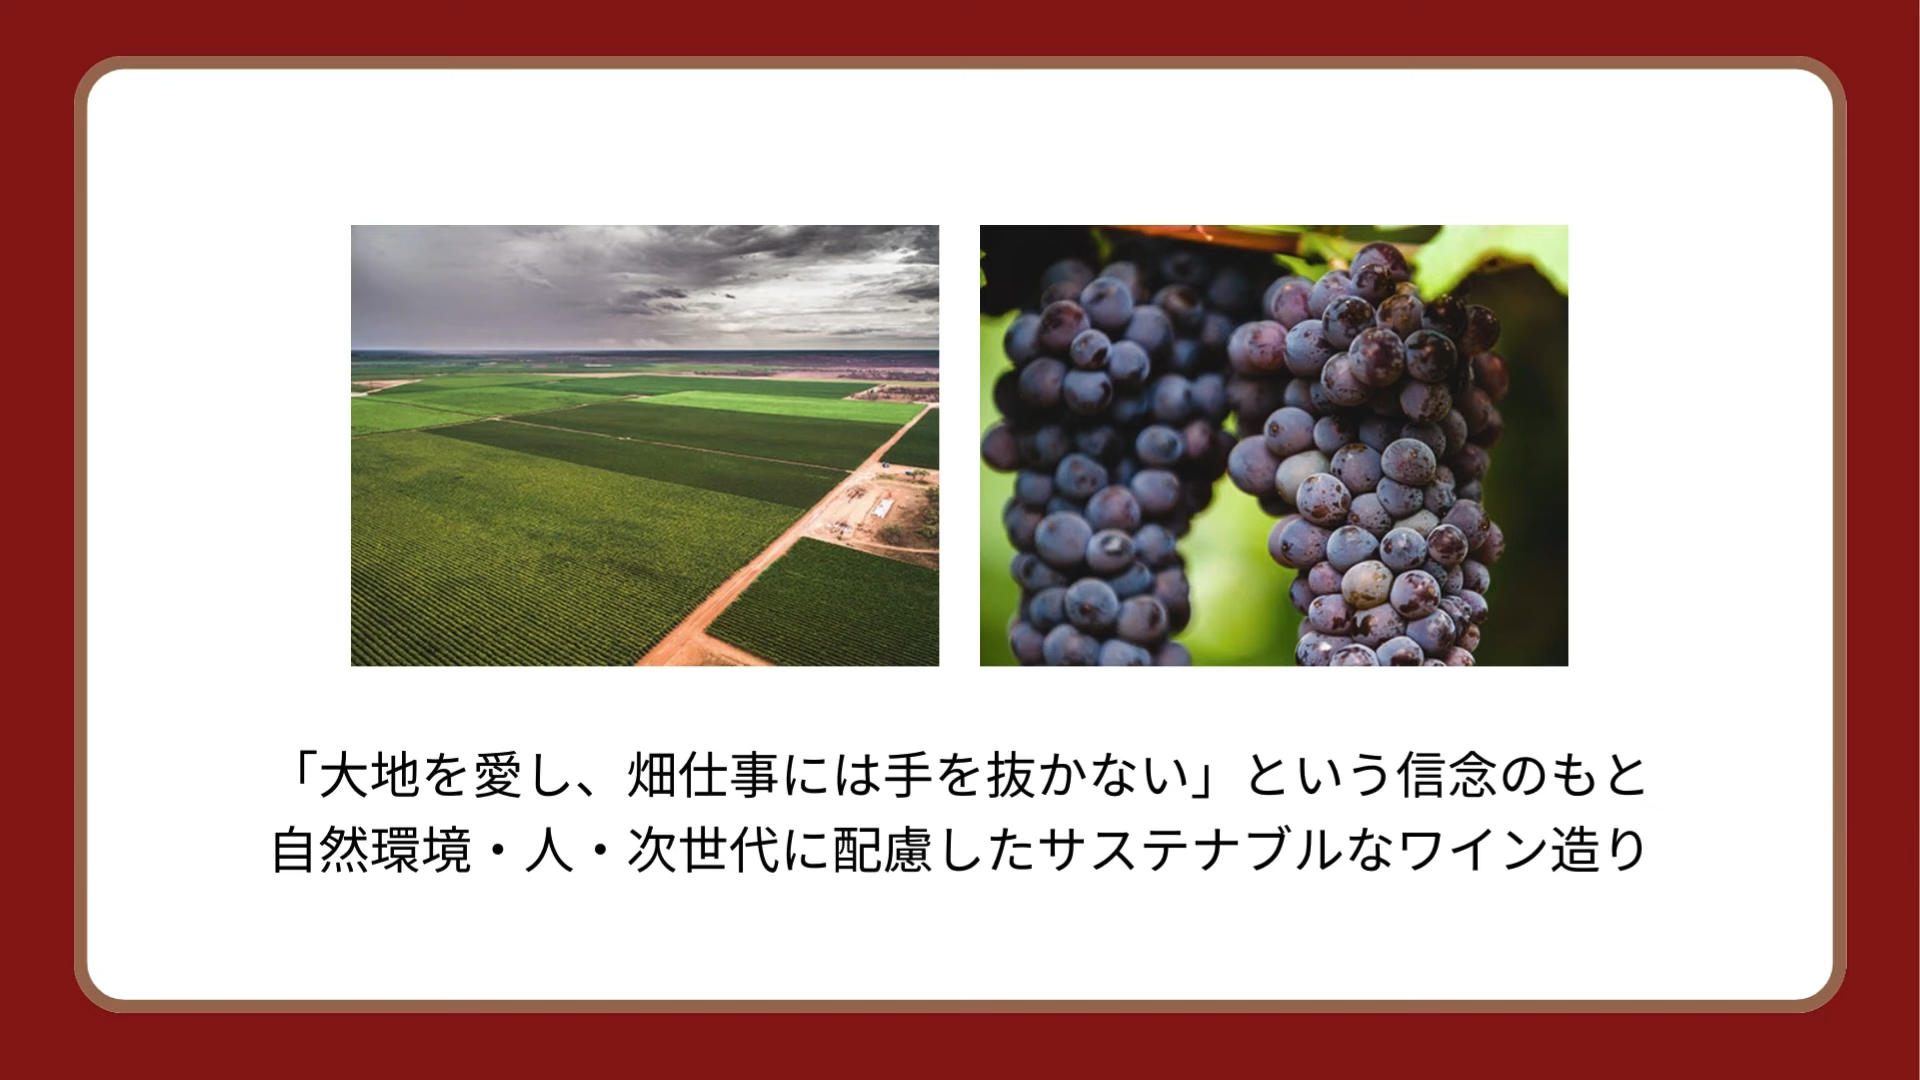 「大地を愛し、畑仕事には手を抜かない」という信念のもと
自然環境・人・次世代に配慮したサステナブルなワイン造り